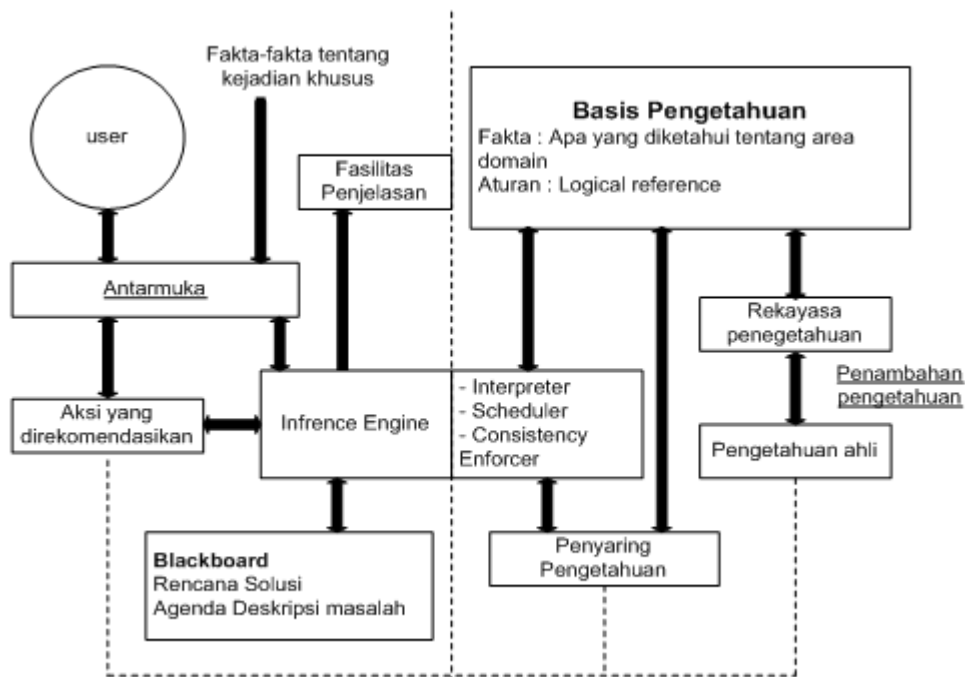 Fakta-fakta tentang
kejadian khusus
user
Basis Pengetahuan
Fakta : Apa yang diketahui tentang area
domain
Aturan : Logical reference
Fasilitas
Penjelasan
Antarmuka
Rekayasa
penegetahuan
Penambahan
pengetahuan
Aksi yang
direkomendasikan
Infrence Engine
- Interpreter
- Scheduler
- Consistency
Enforcer
Pengetahuan ahli
Blackboard
Rencana Solusi
Agenda Deskripsi masalah
Penyaring
Pengetahuan